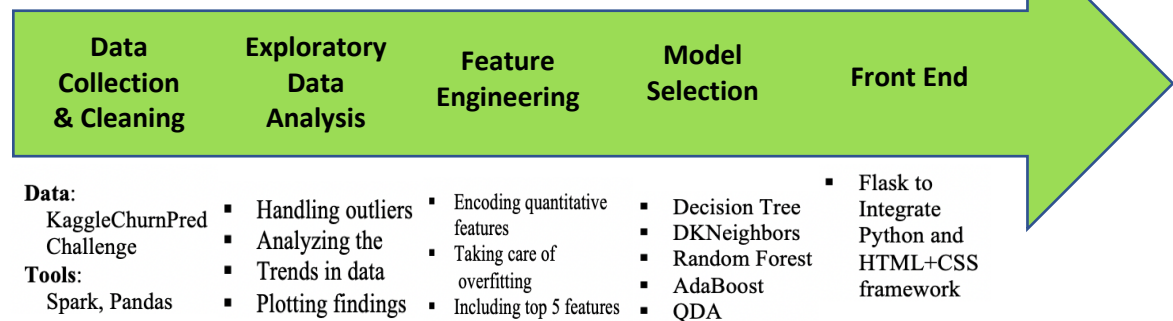 Data
Collection
& Cleaning
Exploratory
Data
Analysis
Feature
Engineering
Model
Selection
Front End
Data:
KaggleChurnPred
Challenge
Tools:
Spark, Pandas
▪ Handling outliers
▪ Analyzing the
▪ Trends in data
▪ Plotting findings
▪ Encoding quantitative
features
▪ Taking care of
overfitting
▪ Including top 5 features
▪ Decision Tree
▪ DKNeighbors
▪ Random Forest
▪ AdaBoost
▪ QDA
▪ Flask to
Integrate
Python and
HTML+CSS
framework